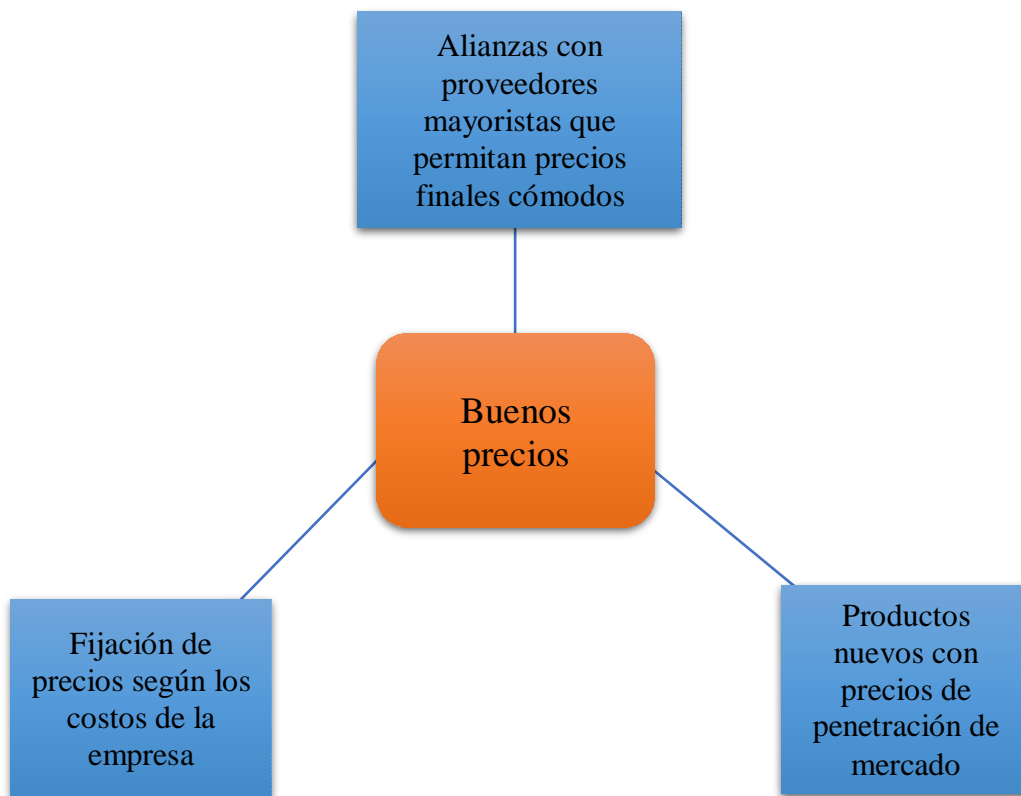 Alianzas con
proveedores
mayoristas que
permitan precios
finales cómodos
Buenos
precios
Fijación de
precios según los
costos de la
empresa
Productos
nuevos con
precios de
penetración de
mercado